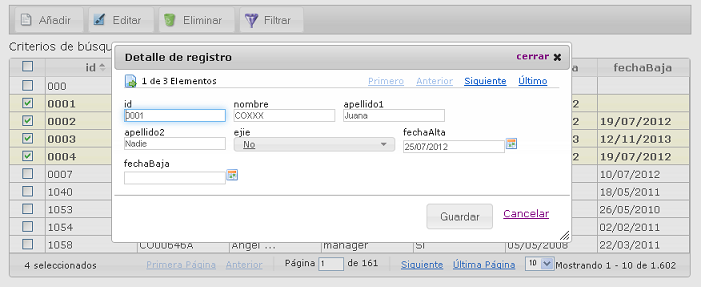 Añadir Editar Eliminar Filtrar
Criterios de búsqu
id fechaBaja
Detalle de registro cerrar
1 de 3 Elementos Primero Anterior Siguiente Último
id nombre apellido1
0001 COXXX Juana
apellido2 ejie fechaAlta
Nadie No 25/07/2012
fechaBaja
Guardar Cancelar
000
0001 2
0002 2 19/07/2012
0003 2 12/11/2013
0004 2 19/07/2012
0007 10/07/2012
1040 18/05/2011
1053 26/05/2010
1054 02/02/2011
1058 CO0646A Angel ... manager Sí 05/05/2008 22/03/2011
4 seleccionados Primera Página Anterior Página 1 de 161 Siguiente Última Página 10 Mostrando 1 - 10 de 1.602